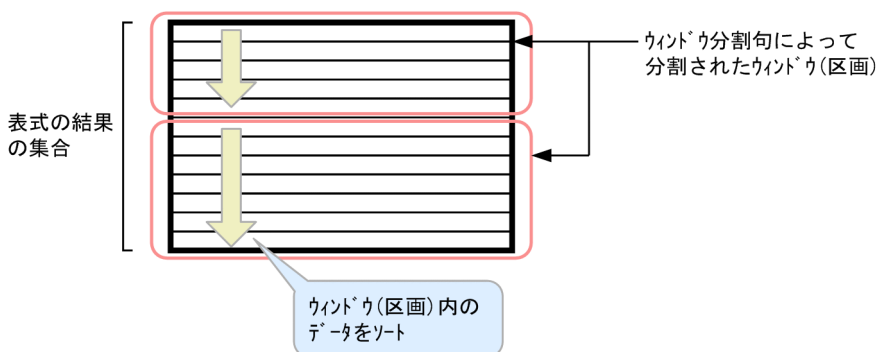 ｳｨﾝﾄﾞｳ分割句によって
分割されたｳｨﾝﾄﾞｳ(区画)
表式の結果
の集合
ｳｨﾝﾄﾞｳ(区画)内の
ﾃﾞｰﾀをｿｰﾄ